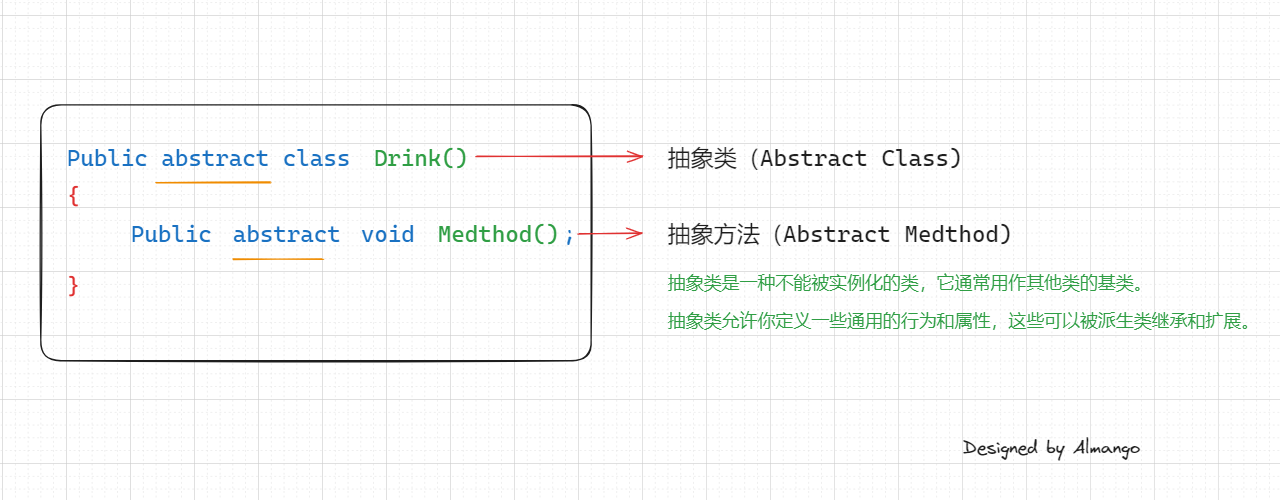 Public abstract class Drink()
抽象类（Abstract Class）
{
Public abstract void Medthod();
抽象方法（Abstract Medthod）
}
抽象类是一种不能被实例化的类，它通常用作其他类的基类。
抽象类允许你定义一些通用的行为和属性，这些可以被派生类继承和扩展。
Designed by Almango